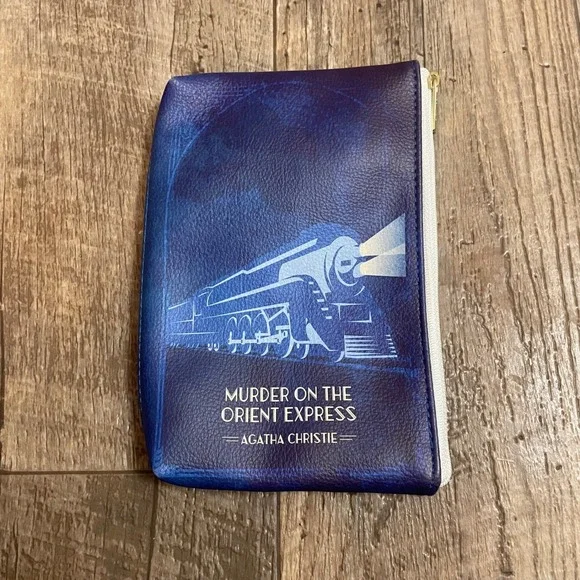 MURDER ON THE
ORIENT EXPRESS
AGATHA CHRISTIE